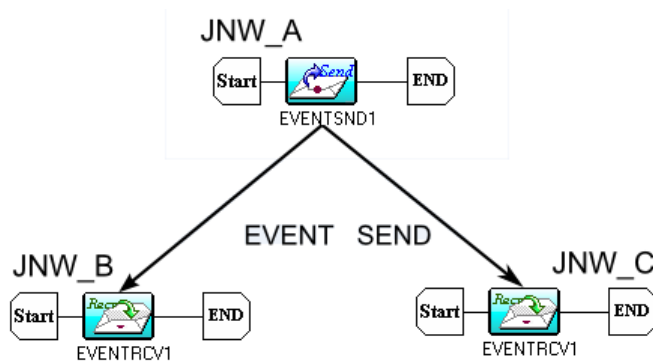 JNW_A
Start
Send
END
EVENTSND1
EVENT SEND
JNW_B
JNW_C
Start
Recv
END
Start
Recv
END
EVENTRCV1
EVENTRCV1